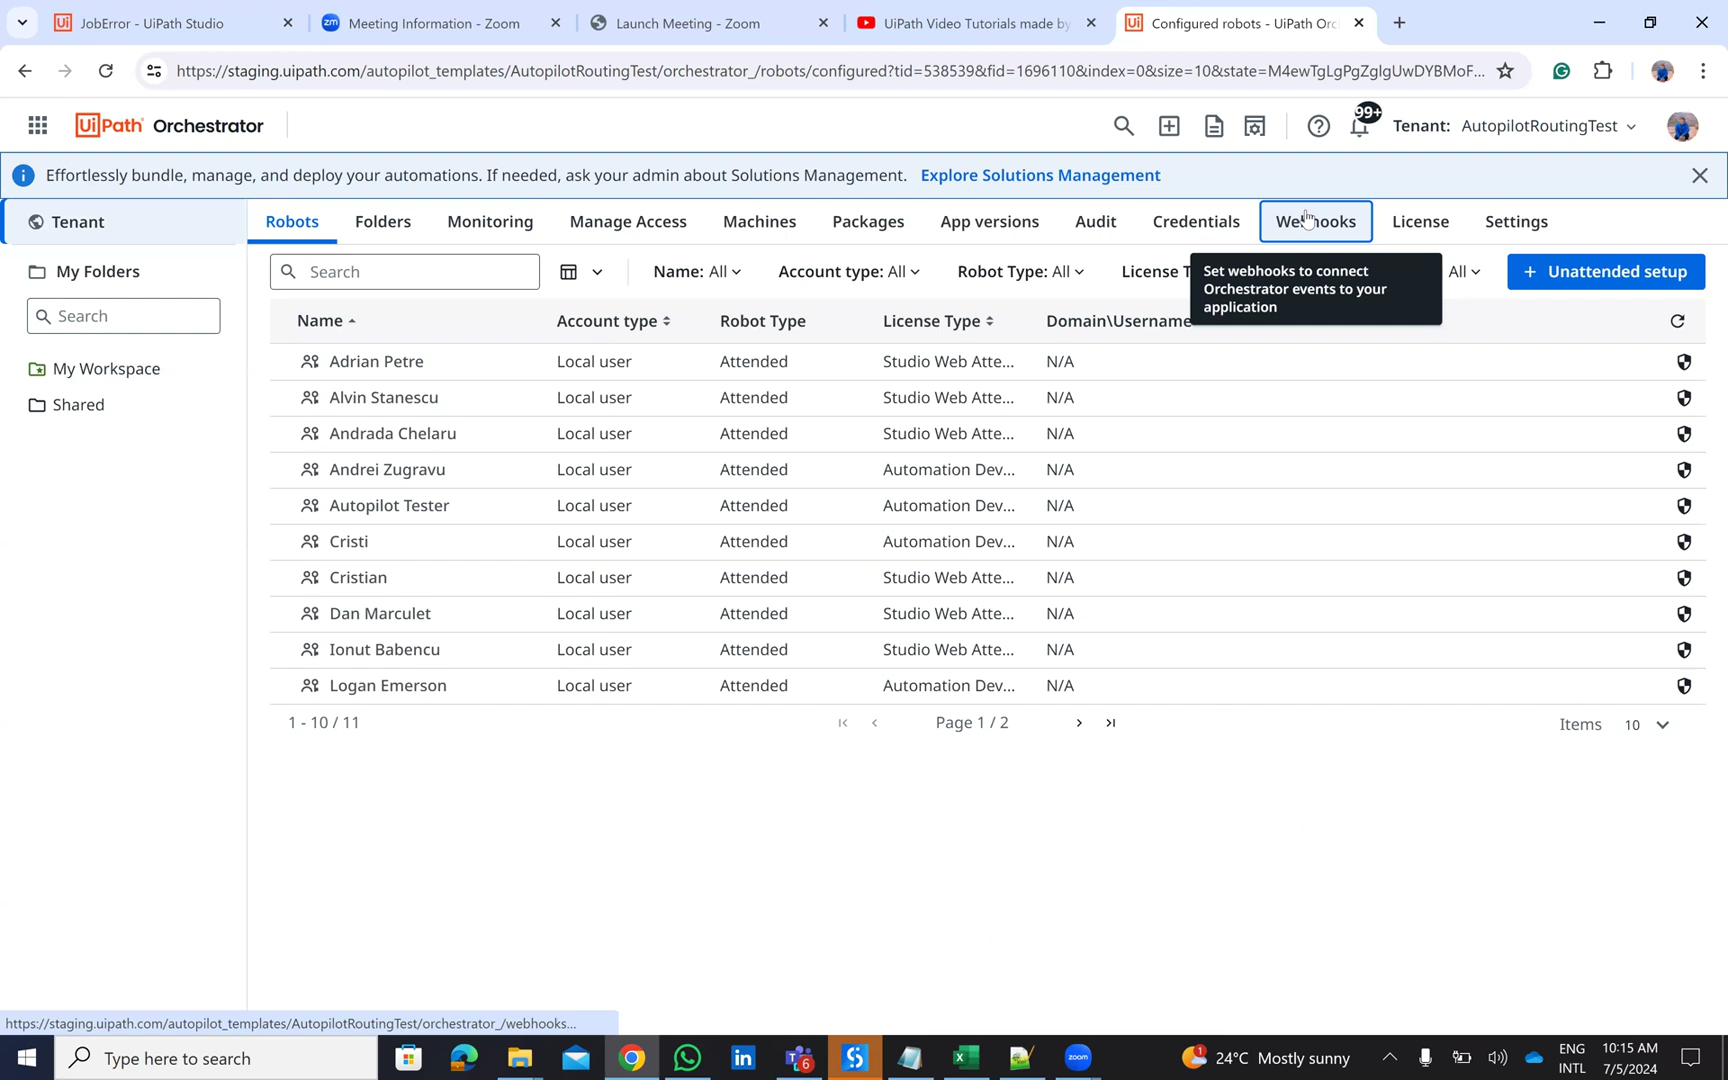 JobError - UiPath Studio
Meeting Information - Zoom
Launch Meeting - Zoom
UiPath Video Tutorials made by
Configured robots - UiPath Orc
https://staging.uipath.com/autopilot_templates/AutopilotRoutingTest/orchestrator_/robots/configured?tid=538539&fid=1696110&index=0&size=10&state=M4ewTgLgPgZglgUwDYBMoF...
UiPath Orchestrator
99+
Tenant: AutopilotRoutingTest
Effortlessly bundle, manage, and deploy your automations. If needed, ask your admin about Solutions Management. Explore Solutions Management
Tenant
Robots Folders Monitoring Manage Access Machines Packages App versions Audit Credentials Webhooks License Settings
My Folders
Search
Name: All Account type: All Robot Type: All License T All + Unattended setup
Set webhooks to connect
Orchestrator events to your
application
Search
My Workspace
Shared
Name Account type Robot Type License Type Domain\Username
Adrian Petre Local user Attended Studio Web Atte... N/A
Alvin Stanescu Local user Attended Studio Web Atte... N/A
Andrada Chelaru Local user Attended Studio Web Atte... N/A
Andrei Zugravu Local user Attended Automation Dev... N/A
Autopilot Tester Local user Attended Automation Dev... N/A
Cristi Local user Attended Automation Dev... N/A
Cristian Local user Attended Studio Web Atte... N/A
Dan Marculet Local user Attended Studio Web Atte... N/A
Ionut Babencu Local user Attended Studio Web Atte... N/A
Logan Emerson Local user Attended Automation Dev... N/A
1 - 10 / 11 Page 1 / 2 Items 10
https://staging.uipath.com/autopilot_templates/AutopilotRoutingTest/orchestrator_/webhooks...
Type here to search
6
zoom
1
24°C Mostly sunny
ENG
INTL
10:15 AM
7/5/2024